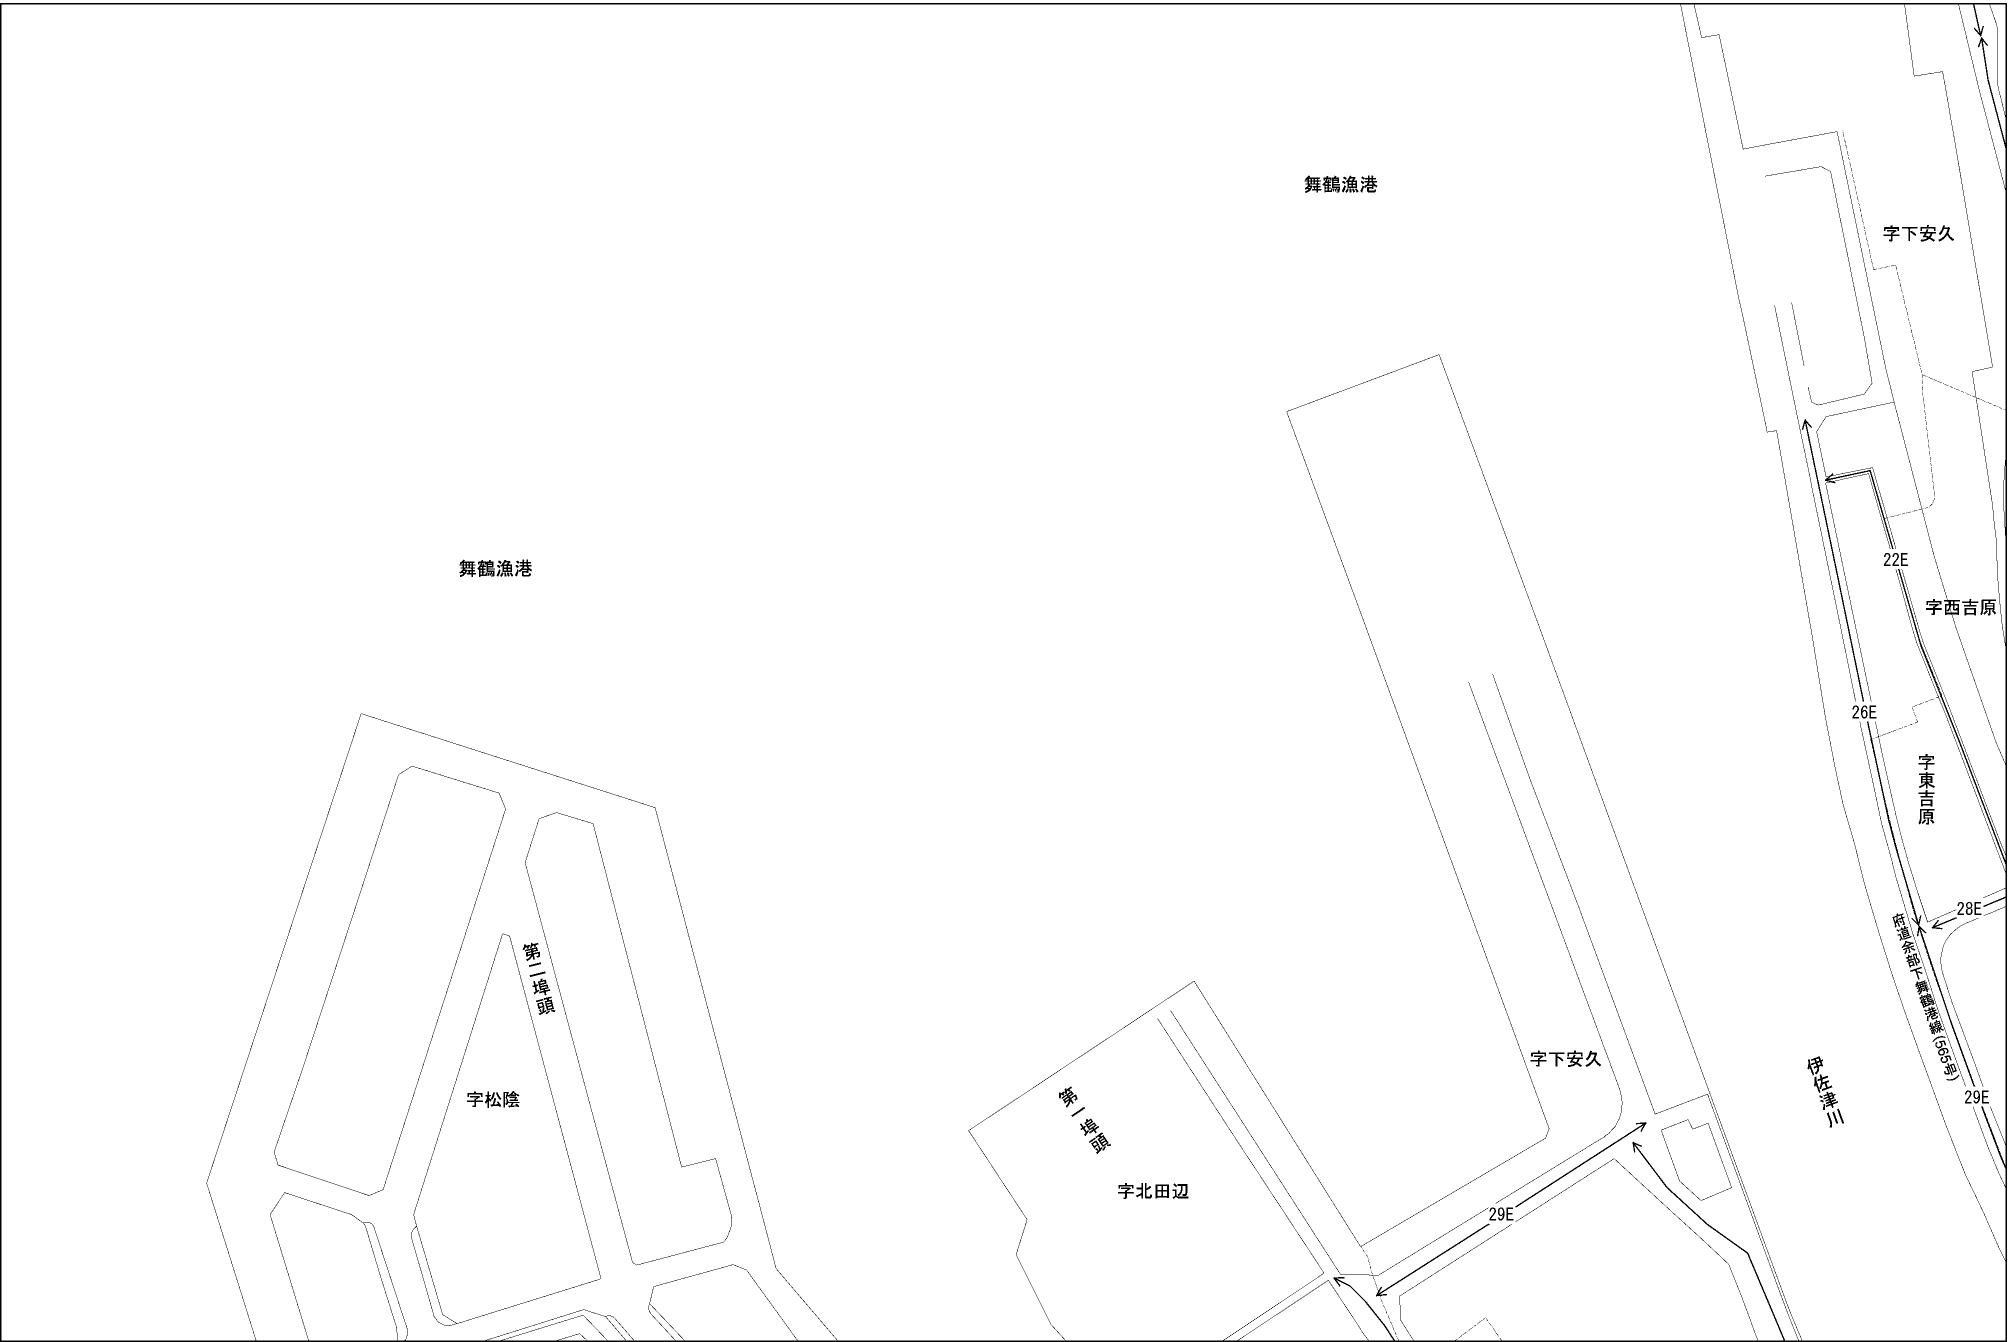 舞鶴漁港
字下安久
舞鶴漁港
22E
字西吉原
26E
字東吉原
28E
府道余部下舞鶴港線(565号)
第二埠頭
字下安久
伊佐津川
第一埠頭
29E
字松陰
字北田辺
29E